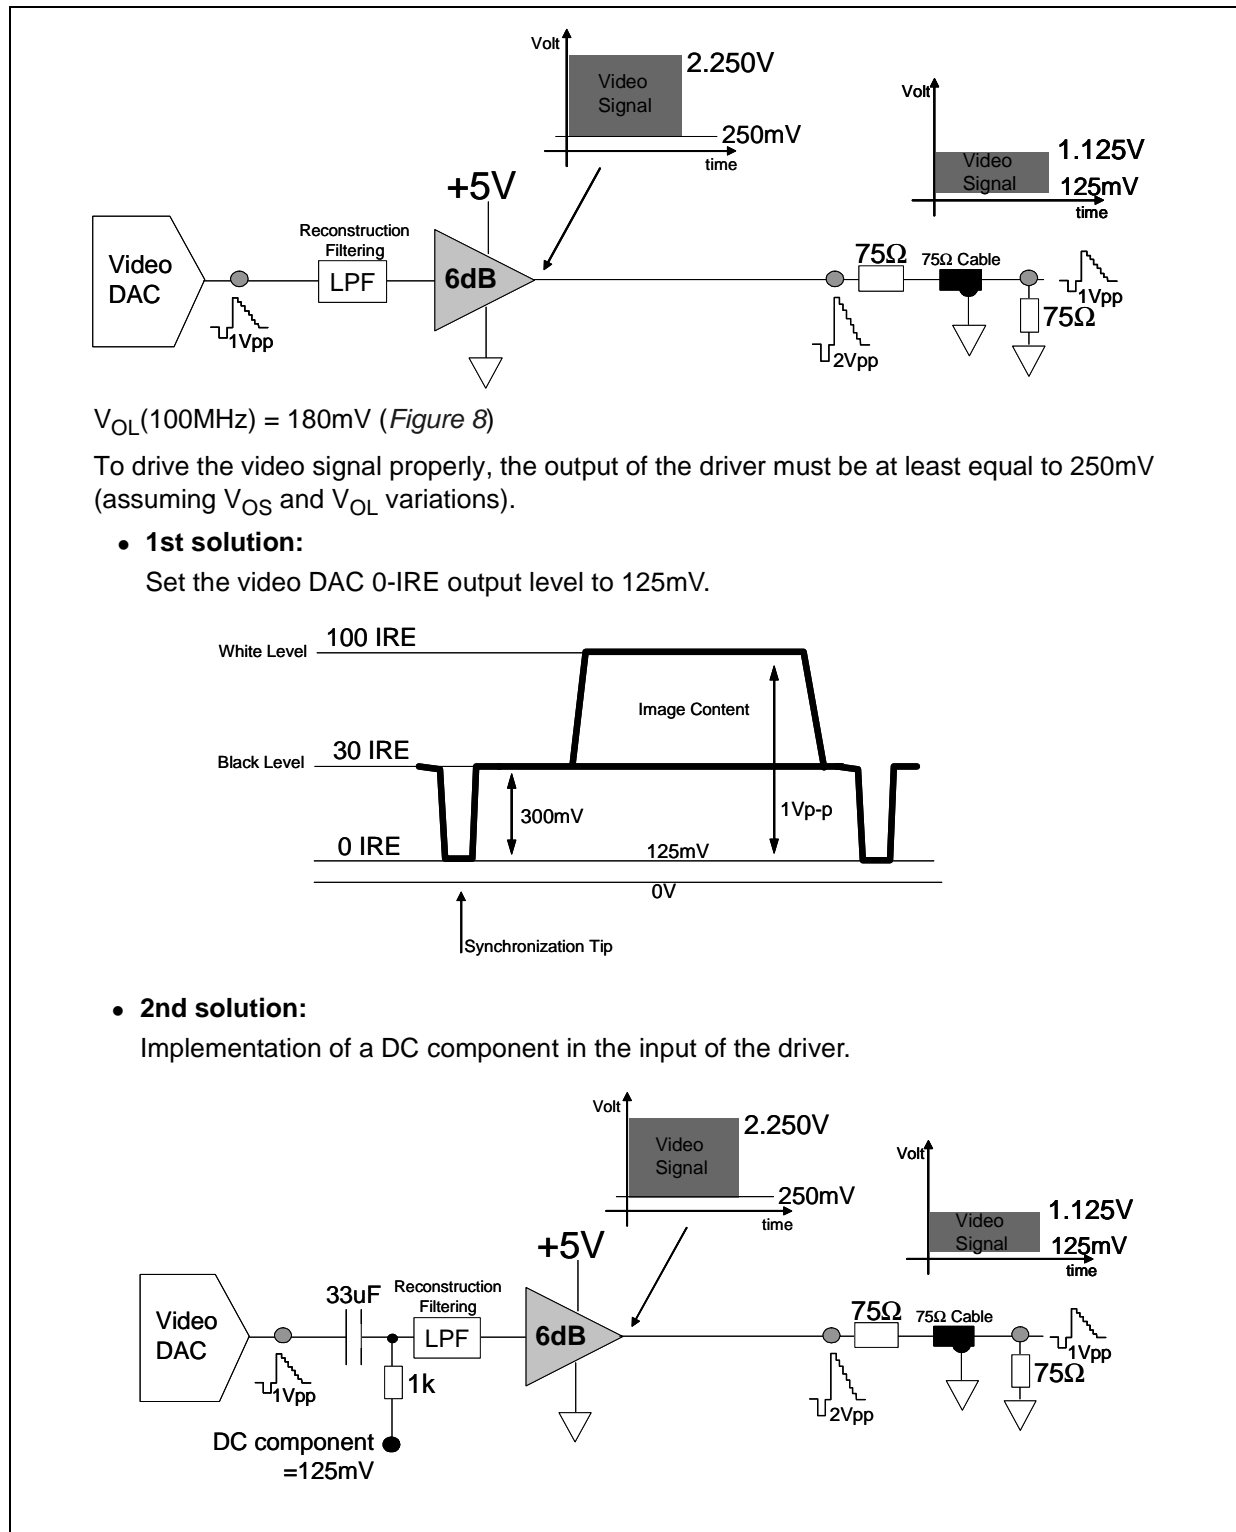 Volt
2.250V
Video
Signal
250mV
time
Volt
1.125V
Video
Signal
125mV
time
+5V
Reconstruction
Filtering
Video
DAC
LPF
6dB
75Ω
75Ω Cable
1Vpp
2Vpp
1Vpp
75Ω
VOL(100MHz) = 180mV (Figure 8)
To drive the video signal properly, the output of the driver must be at least equal to 250mV
(assuming VOS and VOL variations).
• 1st solution:
Set the video DAC 0-IRE output level to 125mV.
100 IRE
White Level
Image Content
30 IRE
Black Level
300mV
1Vp-p
0 IRE
125mV
0V
Synchronization Tip
• 2nd solution:
Implementation of a DC component in the input of the driver.
Volt
2.250V
Video
Signal
250mV
time
Volt
1.125V
Video
Signal
125mV
time
+5V
33uF
Reconstruction
Filtering
Video
DAC
LPF
6dB
75Ω
75Ω Cable
1Vpp
1k
2Vpp
1Vpp
75Ω
DC component
=125mV